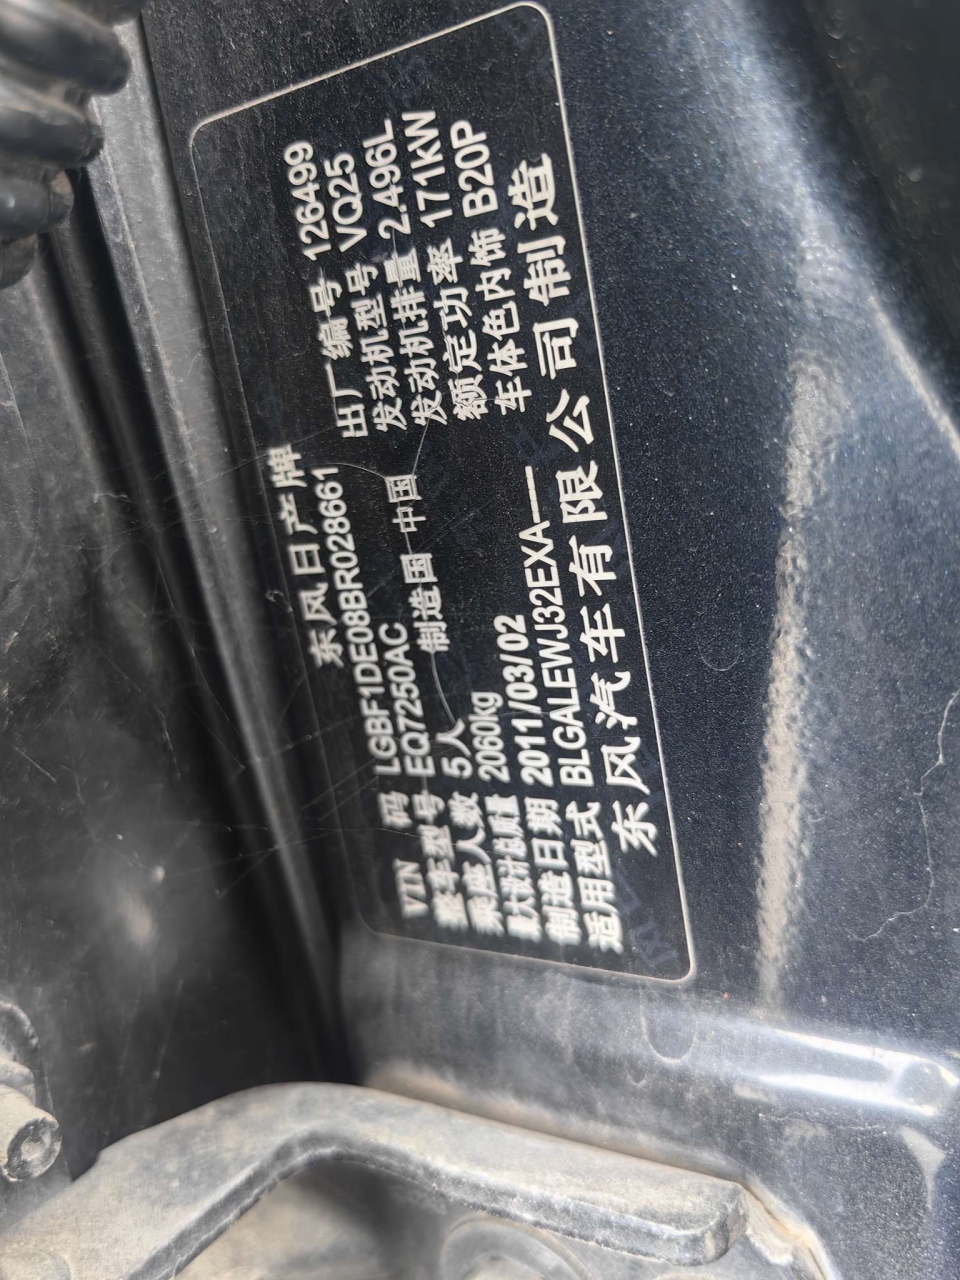 东风日产牌
VIN 码 LGBF1DE08BR028661 出厂编号 126499
整车型号 EQ7250AC 发动机型号 VQ25
乘座人数 5人 制造国 中国 发动机排量 2.496L
最大设计总质量 2060kg 额定功率 171KW
制造日期 2011/03/02 车体色内饰 B20P
适用型式 BLGALEWJ32EXA—
东风汽车有限公司制造